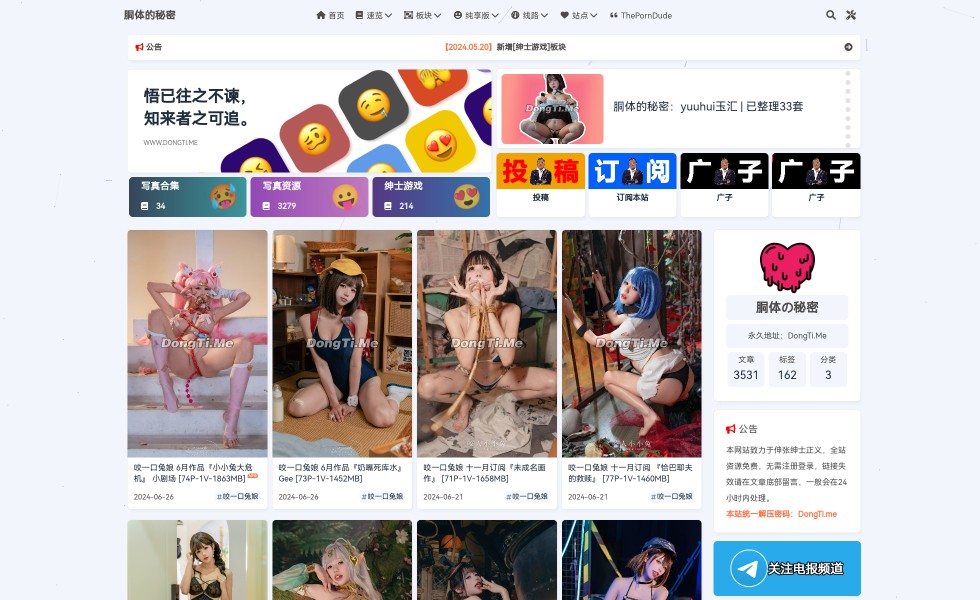 胴体的秘密
首页 速览 板块 纯享版 线路 站点 ThePornDude
公告
【2024.05.20】新增[绅士游戏]板块
悟已往之不谏，
知来者之可追。
WWW.DONGTI.ME
DongTi.Me
胴体的秘密：yuuhui玉汇 | 已整理33套
写真合集
34
写真资源
3279
绅士游戏
214
投稿
投稿
订阅
订阅本站
广子
广子
广子
广子
DongTi.Me
DongTi.Me
DongTi.Me
DongTi.Me
咬一口兔娘 6月作品『小小兔大危
机』 小剧场 [74P-1V-1863MB]
2024-06-26 #咬一口兔娘
咬一口兔娘 6月作品『奶嘴死库水』
Gee [73P-1V-1452MB]
2024-06-26 #咬一口兔娘
咬一口兔娘 十一月订阅『未成名画
作』 [71P-1V-1658MB]
2024-06-21 #咬一口兔娘
咬一口兔娘 十一月订阅 『恰巴耶夫
的救赎』 [77P-1V-1460MB]
2024-06-21 #咬一口兔娘
胴体の秘密
永久地址：DongTi.Me
文章 标签 分类
3531 162 3
公告
本网站致力于伸张绅士正义，全站
资源免费，无需注册登录，链接失
效请在文章底部留言，一般会在24
小时内处理。
本站统一解压密码：DongTi.me
关注电报频道